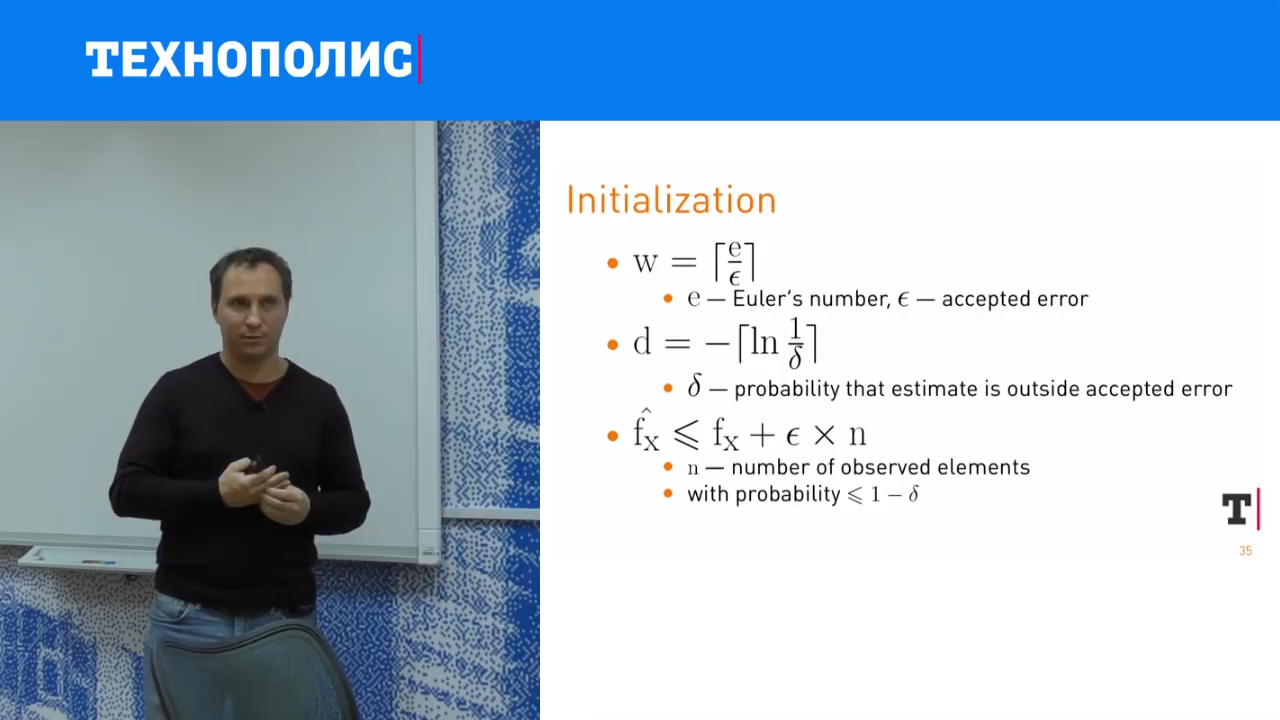 ТЕХНОПОЛИС
Initialization
w = ⌈e/ϵ⌉
e — Euler's number, ϵ — accepted error
d = −⌈ln 1/δ⌉
δ — probability that estimate is outside accepted error
f̂ₓ ⩽ fₓ + ϵ × n
n — number of observed elements
with probability ⩽ 1 − δ
T
35